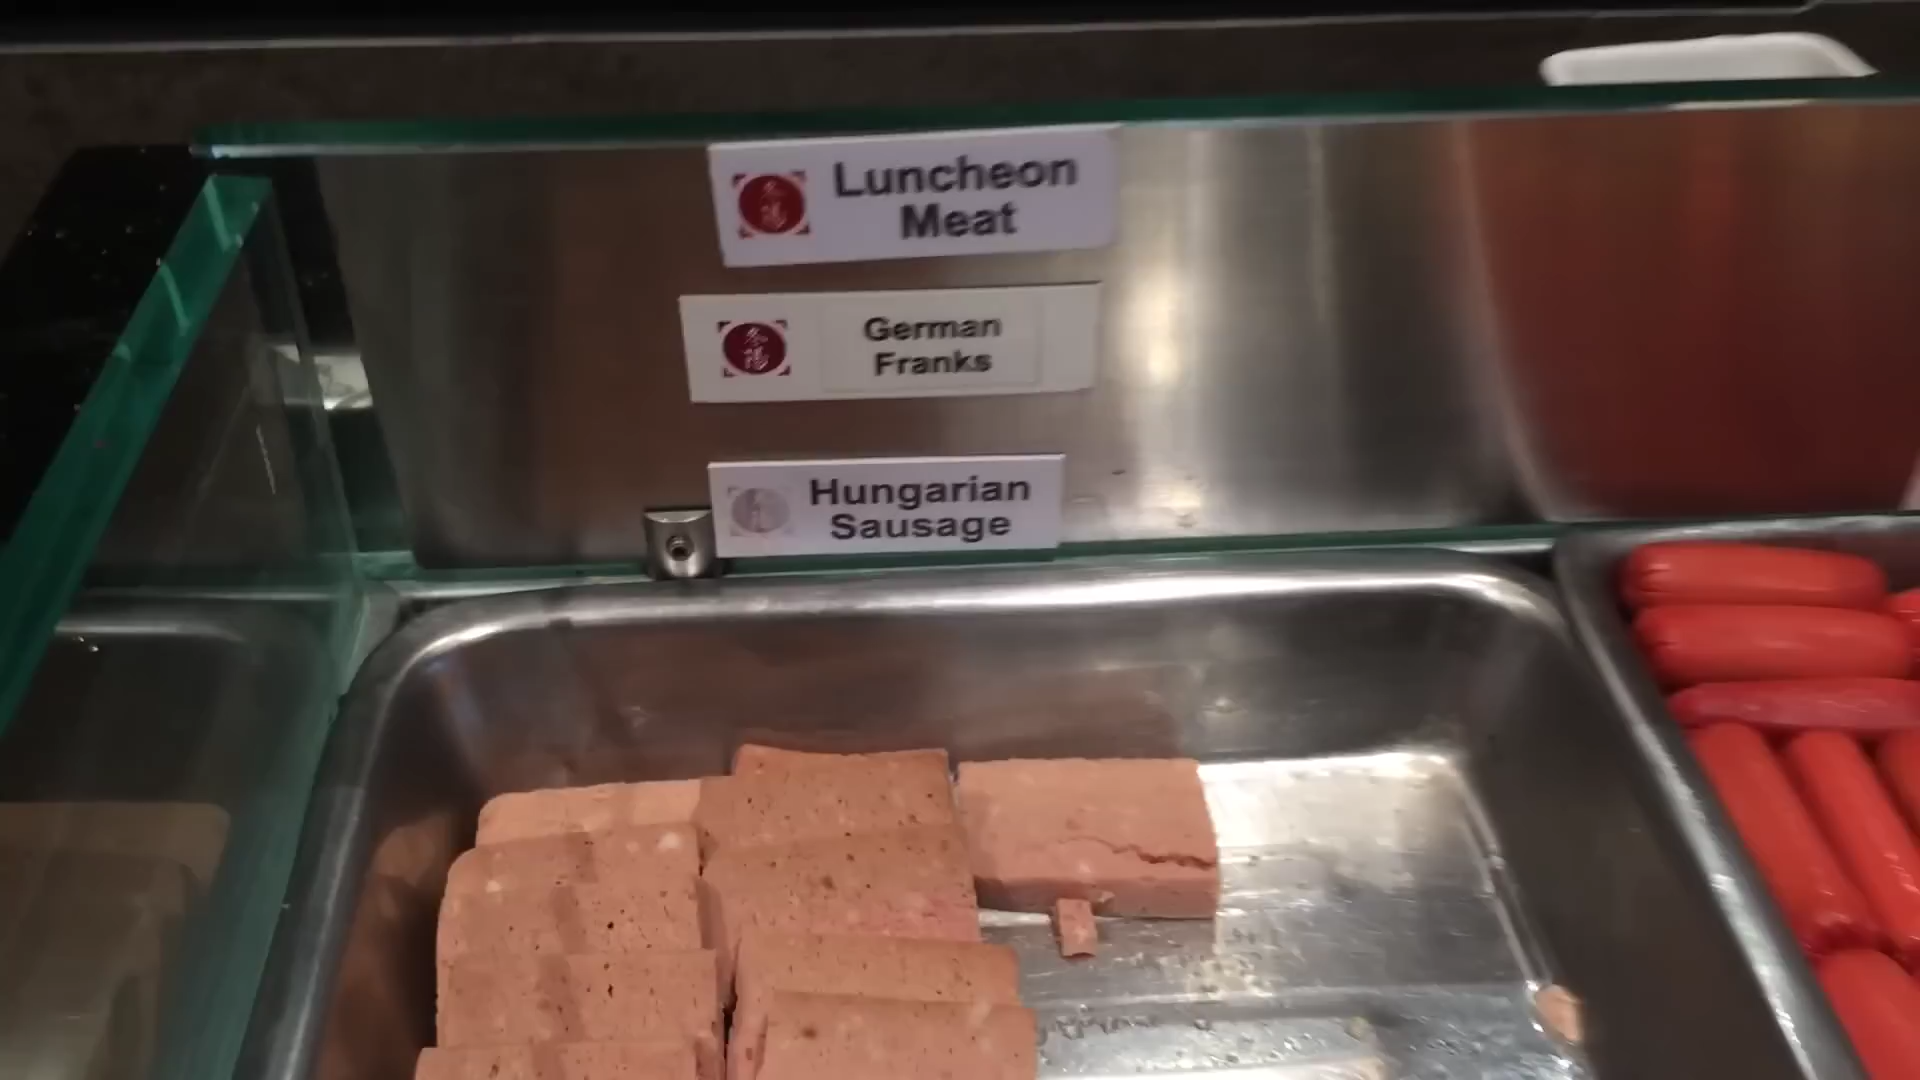 Luncheon
Meat
German
Franks
Hungarian
Sausage